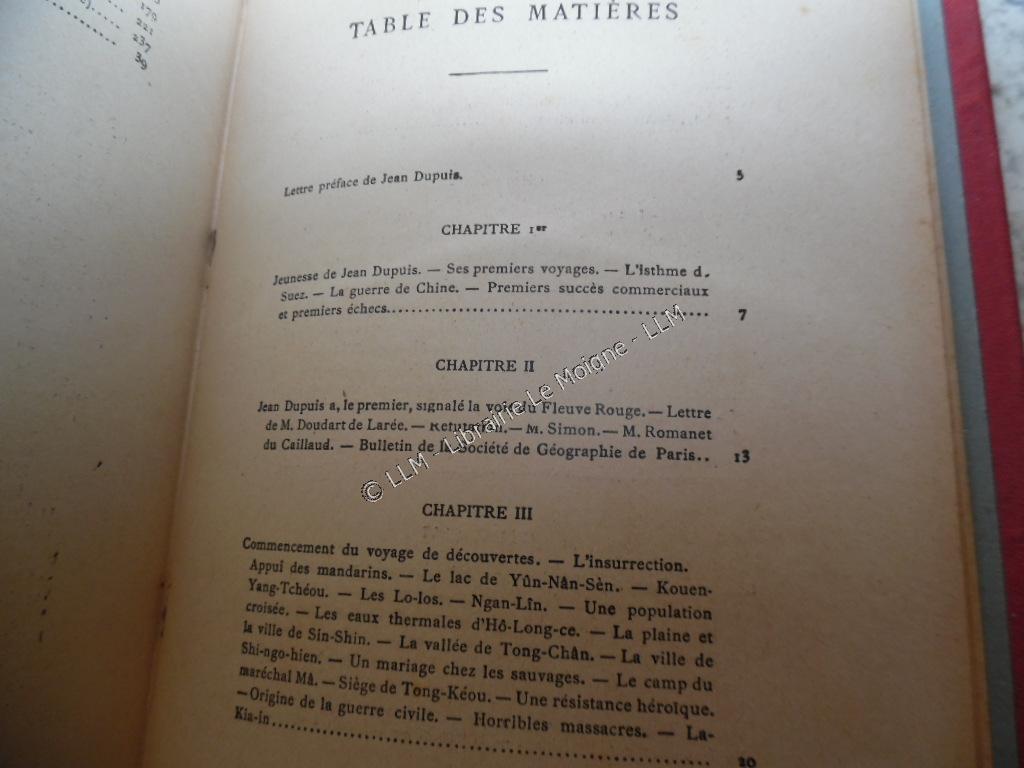 179
221
237
39
TABLE DES MATIÈRES
Lettre préface de Jean Dupuis. 5
CHAPITRE Ier
Jeunesse de Jean Dupuis. — Ses premiers voyages. — L'isthme d.
Suez. — La guerre de Chine. — Premiers succès commerciaux
et premiers échecs. 7
CHAPITRE II
Jean Dupuis a, le premier, signalé la voie du Fleuve Rouge. — Lettre
de M. Doudart de Larée. — Réfutation. — M. Simon. — M. Romanet
du Caillaud. — Bulletin de la Société de Géographie de Paris.. 13
CHAPITRE III
Commencement du voyage de découvertes. — L'insurrection.
Appui des mandarins. — Le lac de Yûn-Nân-Sèn. — Kouen-
Yang-Tchéou. — Les Lo-los. — Ngan-Lîn. — Une population
croisée. — Les eaux thermales d'Hô-Long-ce. — La plaine et
la ville de Sin-Shin. — La vallée de Tong-Chân. — La ville de
Shi-ngo-hien. — Un mariage chez les sauvages. — Le camp du
maréchal Mâ. — Siège de Tong-Kéou. — Une résistance héroïque.
— Origine de la guerre civile. — Horribles massacres. — La-
Kia-in 20
© LLM - Librairie Le Moigne - LLM